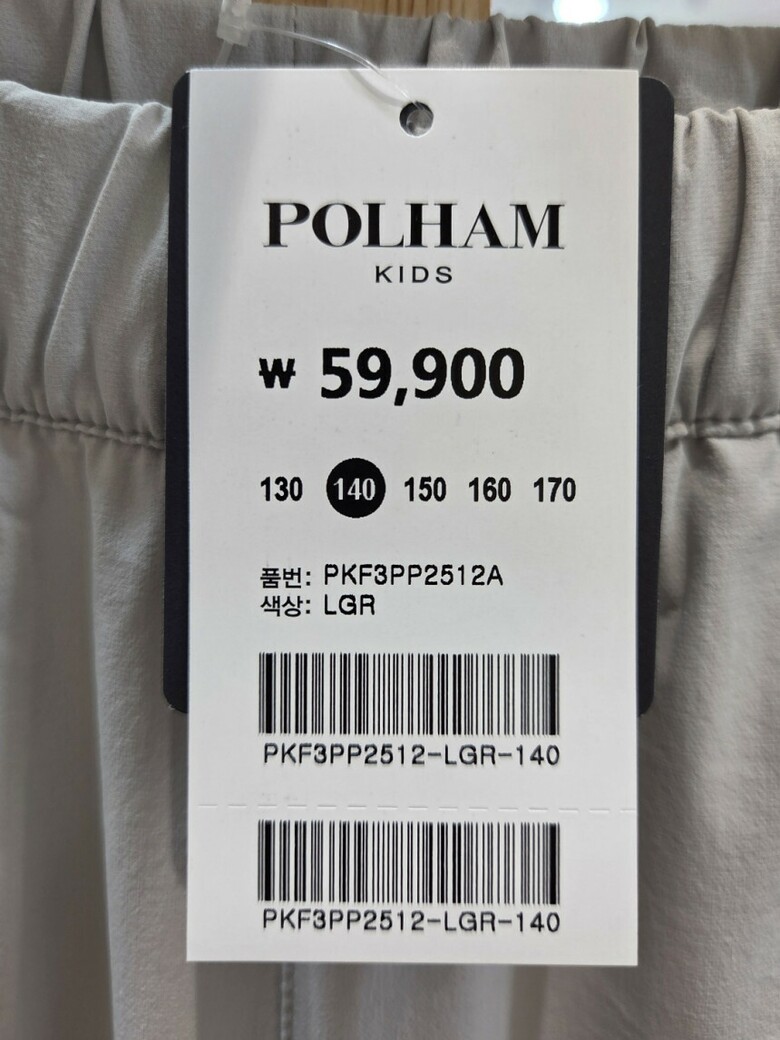 POLHAM
KIDS
₩ 59,900
130 140 150 160 170
품번: PKF3PP2512A
색상: LGR
PKF3PP2512-LGR-140
PKF3PP2512-LGR-140